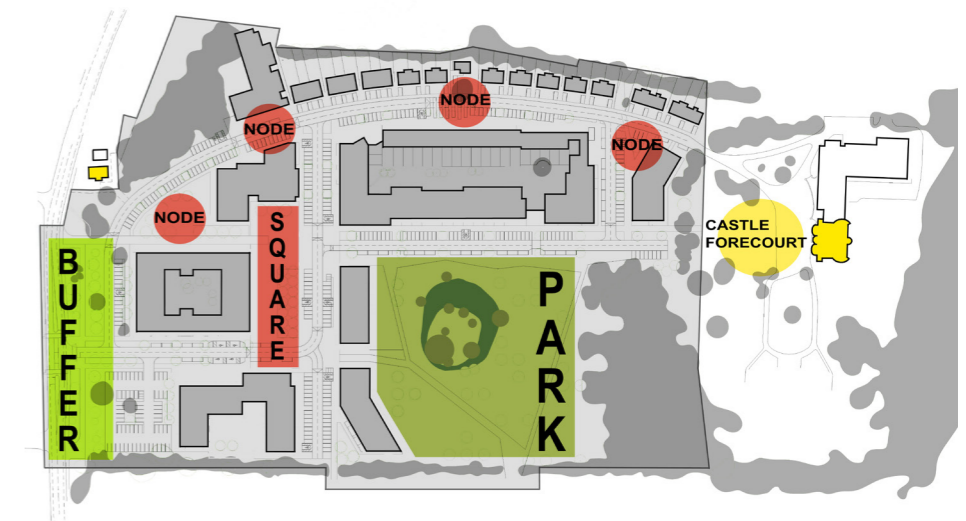 NODE
NODE
NODE
NODE
SQUARE
CASTLE
FORECOURT
BUFFER
PARK